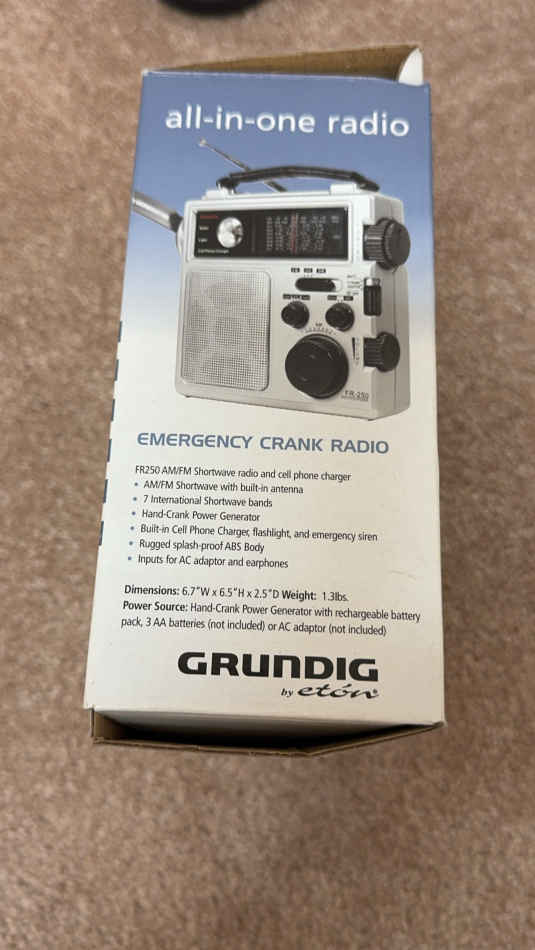 all-in-one radio
FR-250
EMERGENCY CRANK RADIO
FR250 AM/FM Shortwave radio and cell phone charger
• AM/FM Shortwave with built-in antenna
• 7 International Shortwave bands
• Hand-Crank Power Generator
• Built-in Cell Phone Charger, flashlight, and emergency siren
• Rugged splash-proof ABS Body
• Inputs for AC adaptor and earphones
Dimensions: 6.7"W x 6.5"H x 2.5"D Weight: 1.3lbs.
Power Source: Hand-Crank Power Generator with rechargeable battery
pack, 3 AA batteries (not included) or AC adaptor (not included)
GRUNDIG
by etón®